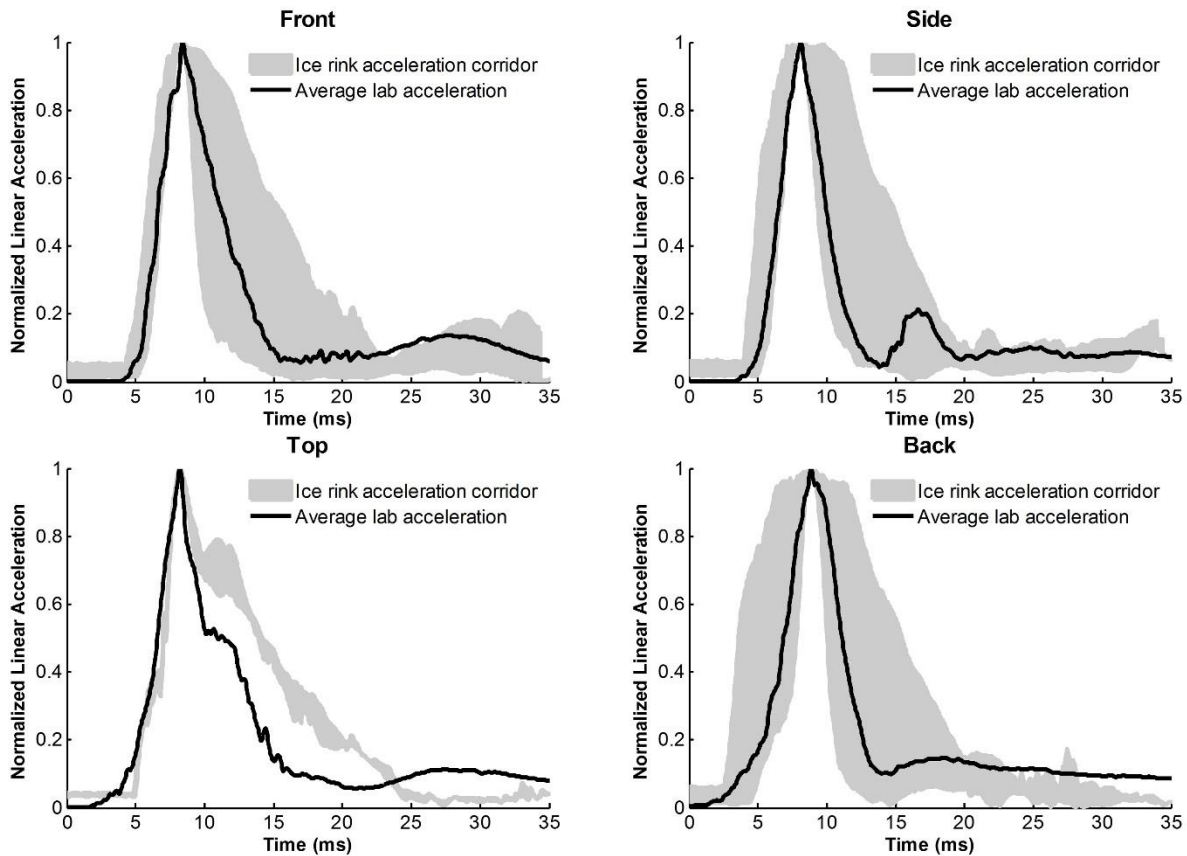 Front
Normalized Linear Acceleration
1
0.8
0.6
0.4
0.2
0
Ice rink acceleration corridor
Average lab acceleration
0 5 10 15 20 25 30 35
Time (ms)
Side
Normalized Linear Acceleration
1
0.8
0.6
0.4
0.2
0
Ice rink acceleration corridor
Average lab acceleration
0 5 10 15 20 25 30 35
Time (ms)
Top
Normalized Linear Acceleration
1
0.8
0.6
0.4
0.2
0
Ice rink acceleration corridor
Average lab acceleration
0 5 10 15 20 25 30 35
Time (ms)
Back
Normalized Linear Acceleration
1
0.8
0.6
0.4
0.2
0
Ice rink acceleration corridor
Average lab acceleration
0 5 10 15 20 25 30 35
Time (ms)